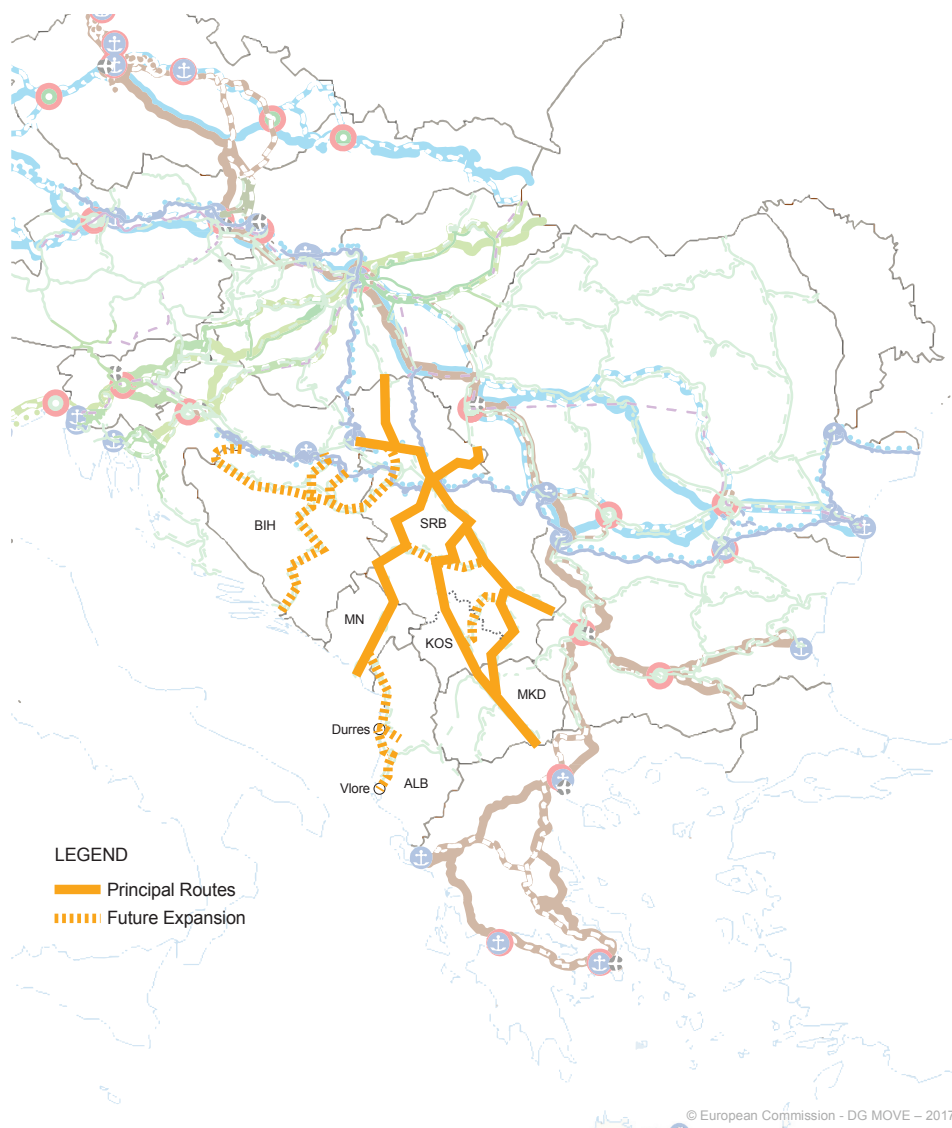 SRB
BIH
MN
KOS
MKD
Durres
ALB
Vlore
LEGEND
Principal Routes
Future Expansion
© European Commission - DG MOVE – 2017